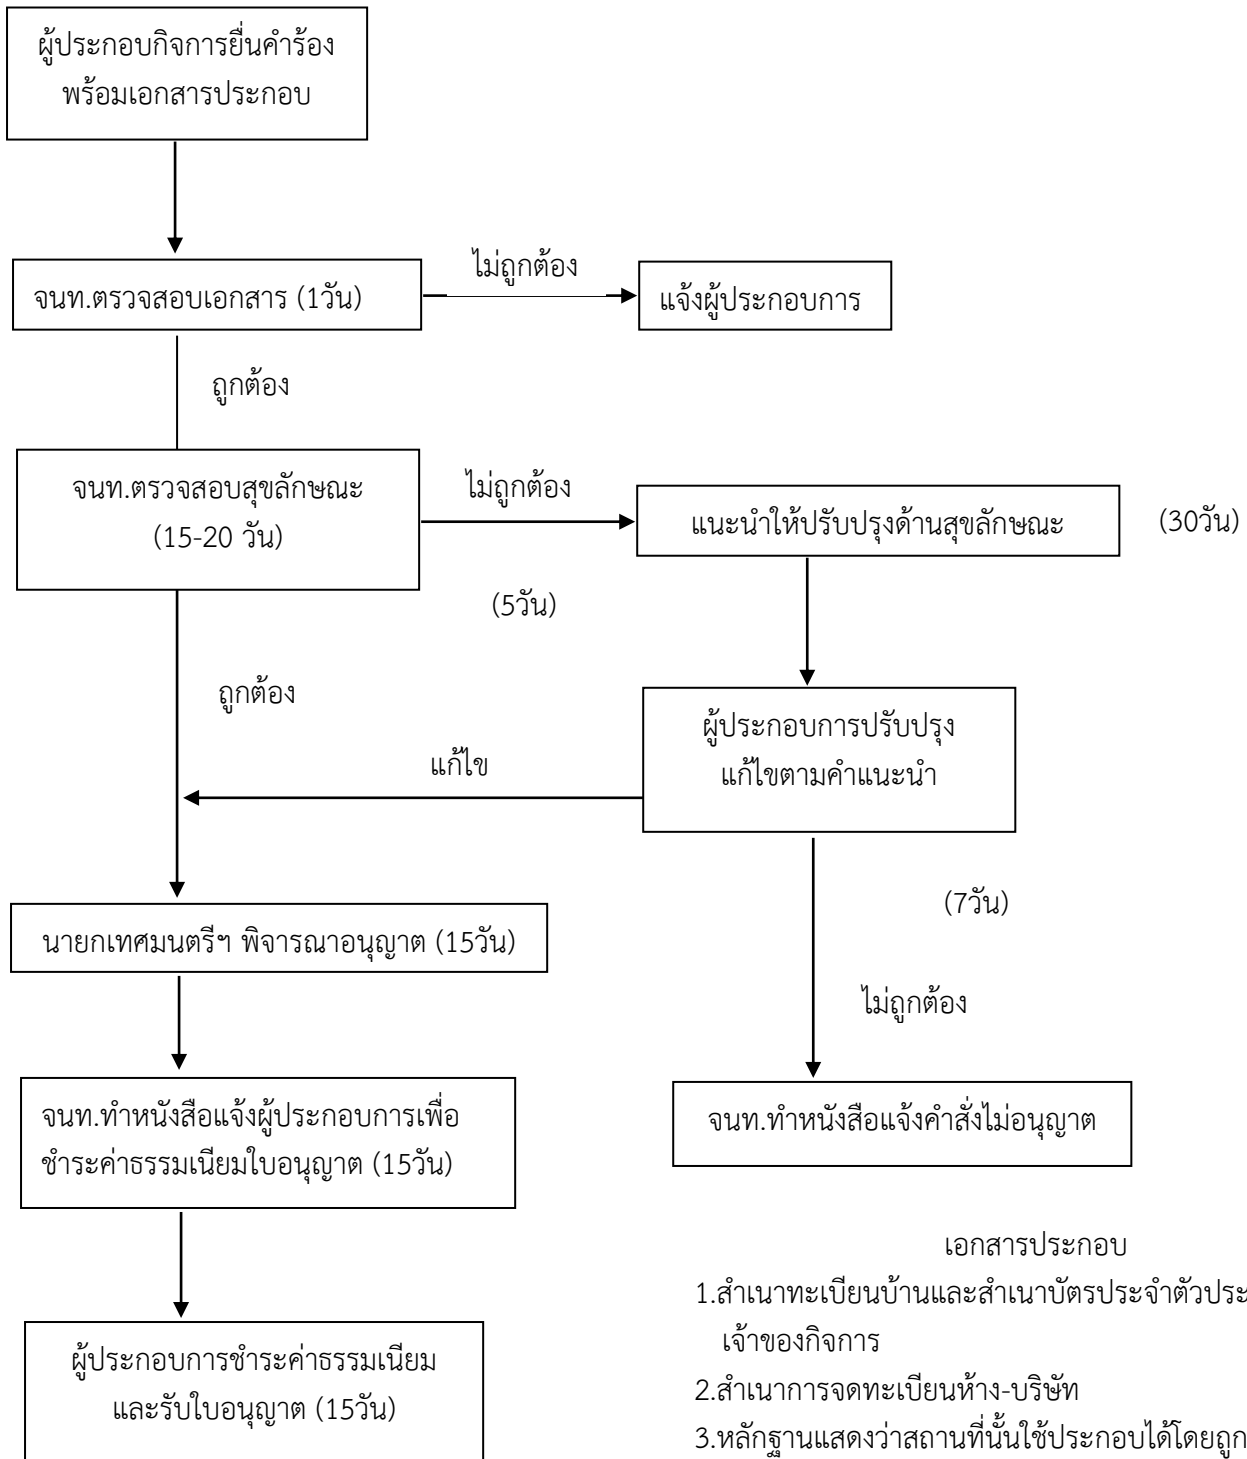 ผู้ประกอบกิจการยื่นคำร้อง
พร้อมเอกสารประกอบ
ไม่ถูกต้อง
จนท.ตรวจสอบเอกสาร (1วัน)
แจ้งผู้ประกอบการ
ถูกต้อง
จนท.ตรวจสอบสุขลักษณะ
(15-20 วัน)
ไม่ถูกต้อง
แนะนำให้ปรับปรุงด้านสุขลักษณะ
(30วัน)
(5วัน)
ถูกต้อง
ผู้ประกอบการปรับปรุง
แก้ไขตามคำแนะนำ
แก้ไข
(7วัน)
นายกเทศมนตรีฯ พิจารณาอนุญาต (15วัน)
ไม่ถูกต้อง
จนท.ทำหนังสือแจ้งผู้ประกอบการเพื่อ
ชำระค่าธรรมเนียมใบอนุญาต (15วัน)
จนท.ทำหนังสือแจ้งคำสั่งไม่อนุญาต
ผู้ประกอบการชำระค่าธรรมเนียม
และรับใบอนุญาต (15วัน)
เอกสารประกอบ
1.สำเนาทะเบียนบ้านและสำเนาบัตรประจำตัวประ
เจ้าของกิจการ
2.สำเนาการจดทะเบียนห้าง-บริษัท
3.หลักฐานแสดงว่าสถานที่นั้นใช้ประกอบได้โดยถูก